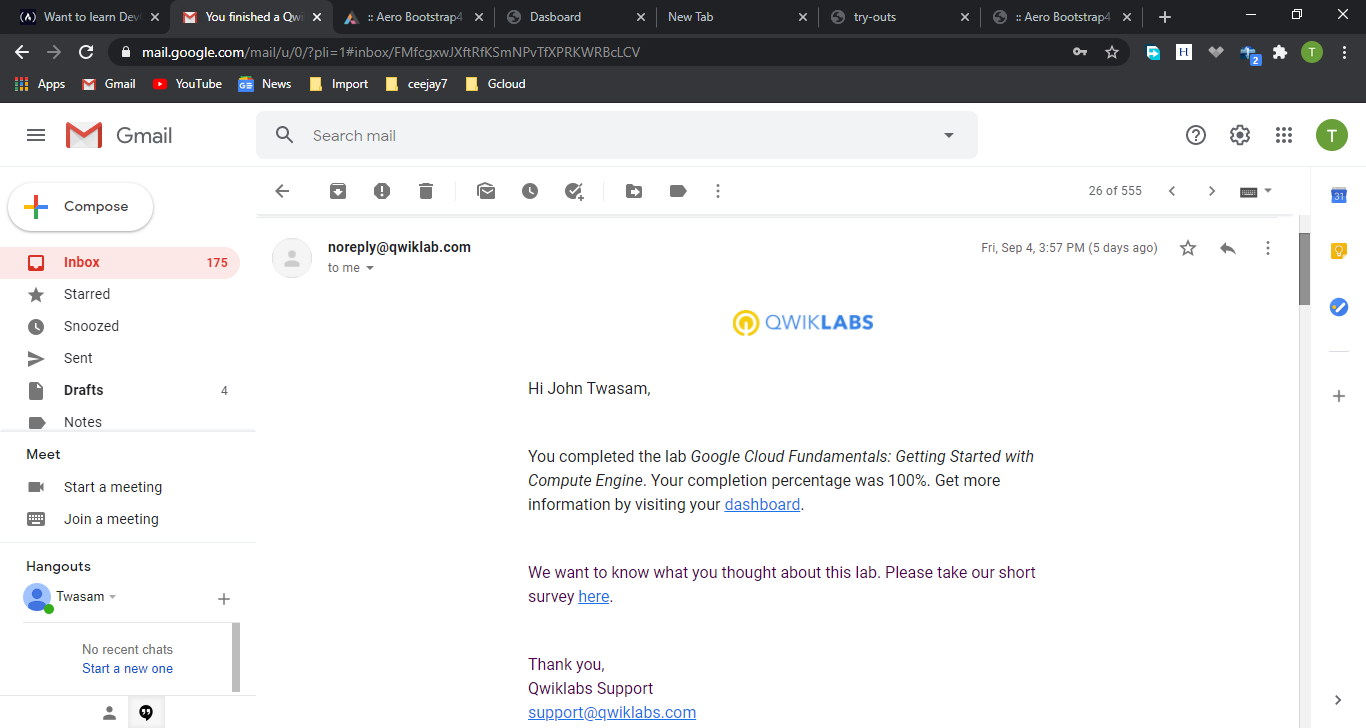 Want to learn Dev
You finished a Qwi
:: Aero Bootstrap4
Dasboard
New Tab
try-outs
:: Aero Bootstrap4
mail.google.com/mail/u/0/?pli=1#inbox/FMfcgxwJXftRfKSmNPvTfXPRKWRBcLCV
H
2
T
Apps
Gmail
YouTube
GE
News
Import
ceejay7
Gcloud
Gmail
Search mail
T
Compose
26 of 555
31
Inbox 175
Starred
Snoozed
Sent
Drafts 4
Notes
Meet
Start a meeting
Join a meeting
Hangouts
Twasam
No recent chats
Start a new one
noreply@qwiklab.com
Fri, Sep 4, 3:57 PM (5 days ago)
to me
QWIKLABS
Hi John Twasam,
You completed the lab Google Cloud Fundamentals: Getting Started with
Compute Engine. Your completion percentage was 100%. Get more
information by visiting your dashboard.
We want to know what you thought about this lab. Please take our short
survey here.
Thank you,
Qwiklabs Support
support@qwiklabs.com